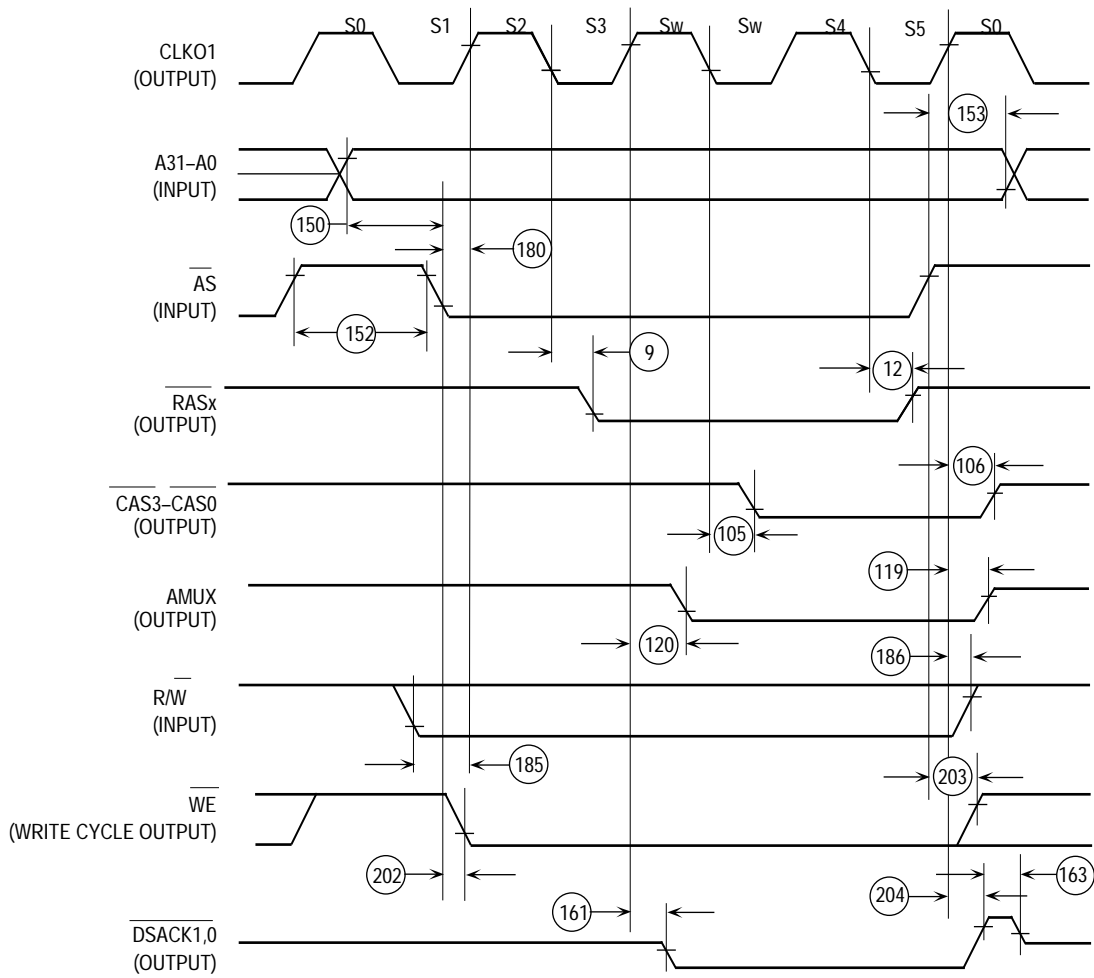 S0 S1 S2 S3 Sw Sw S4 S5 S0
CLKO1
(OUTPUT)
153
A31–A0
(INPUT)
150
180
AS
(INPUT)
152
9
12
RASx
(OUTPUT)
106
CAS3–CAS0
(OUTPUT)
105
119
AMUX
(OUTPUT)
120
186
R/W
(INPUT)
185
203
WE
(WRITE CYCLE OUTPUT)
202
163
204
161
DSACK1,0
(OUTPUT)